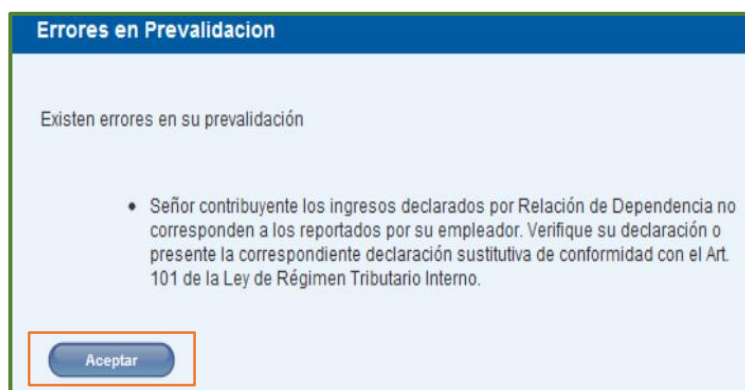 Errores en Prevalidacion
Existen errores en su prevalidación
• Señor contribuyente los ingresos declarados por Relación de Dependencia no
corresponden a los reportados por su empleador. Verifique su declaración o
presente la correspondiente declaración sustitutiva de conformidad con el Art.
101 de la Ley de Régimen Tributario Interno.
Aceptar